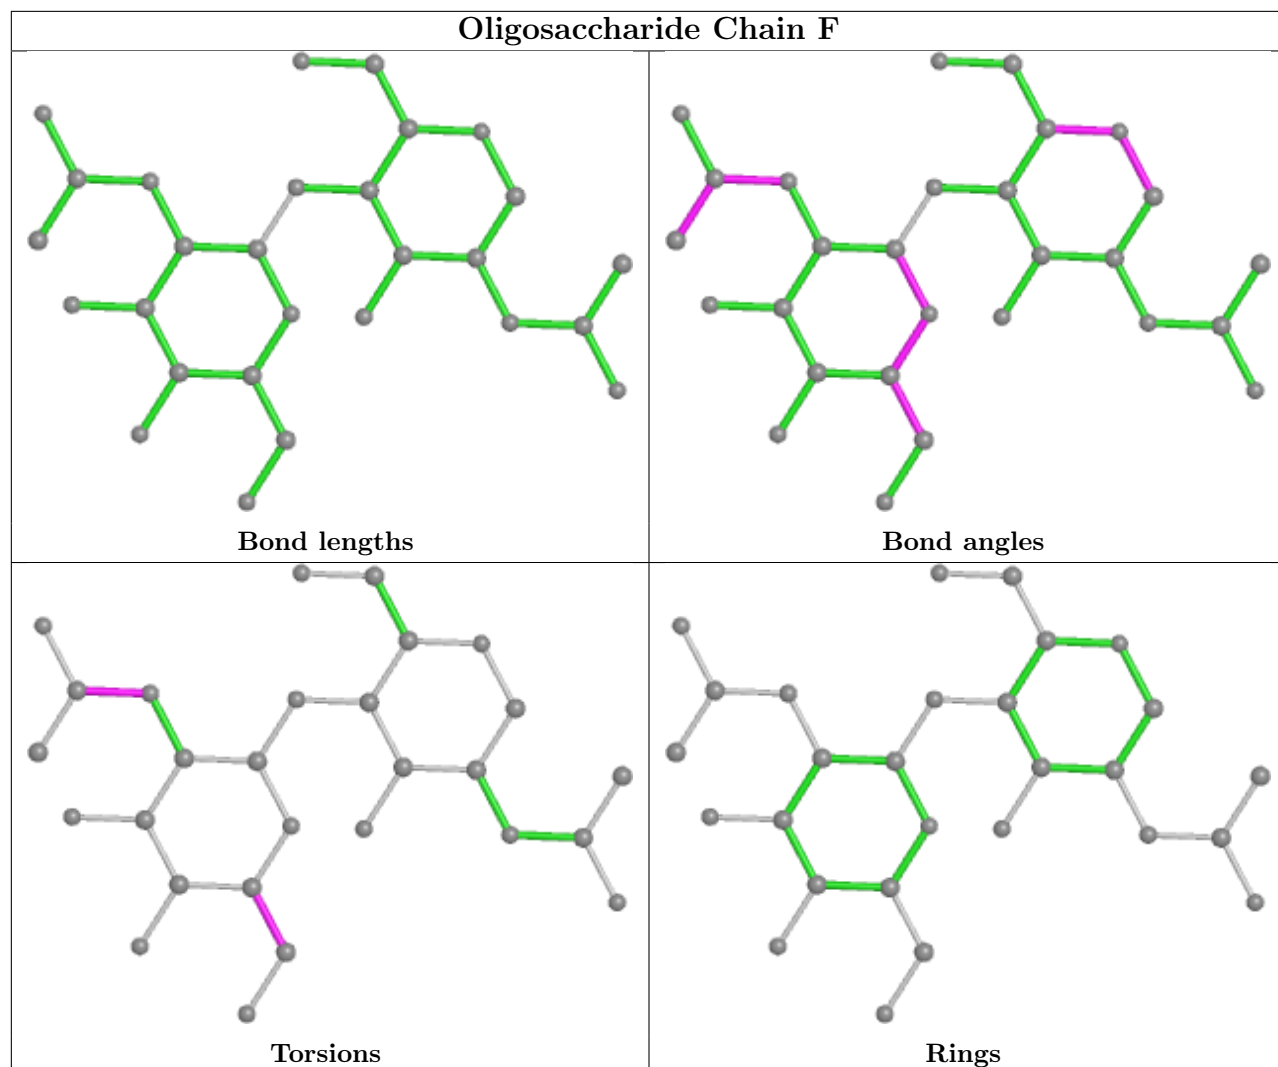 Oligosaccharide Chain F
Bond lengths
Bond angles
Torsions
Rings